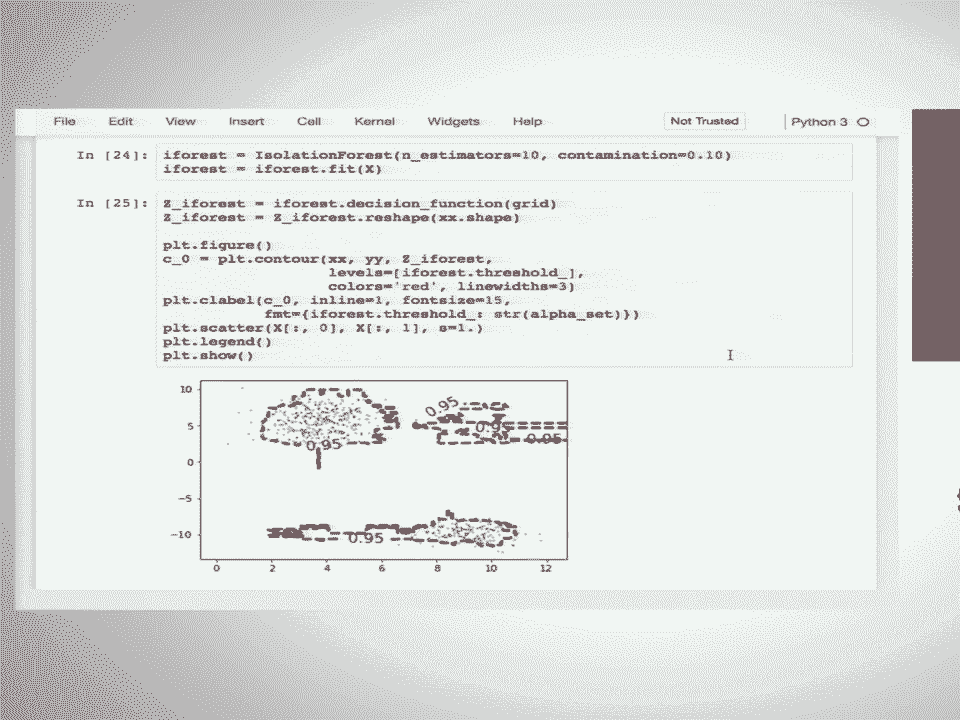 File Edit View Insert Cell Kernel Widgets Help Not Trusted Python 3
In [24]: iforest = IsolationForest(n_estimators=10, contamination=0.10)
iforest = iforest.fit(X)
In [25]: Z_iforest = iforest.decision_function(grid)
Z_iforest = Z_iforest.reshape(xx.shape)
plt.figure()
c_0 = plt.contour(xx, yy, Z_iforest,
levels=[iforest.threshold_],
colors='red', linewidths=3)
plt.clabel(c_0, inline=1, fontsize=15,
fmt={iforest.threshold_: str(alpha_set)})
plt.scatter(X[:, 0], X[:, 1], s=1.)
plt.legend()
plt.show()
10
0.95
5
0.95
0.95
0.95
0
−5
−10
0.95
0 2 4 6 8 10 12